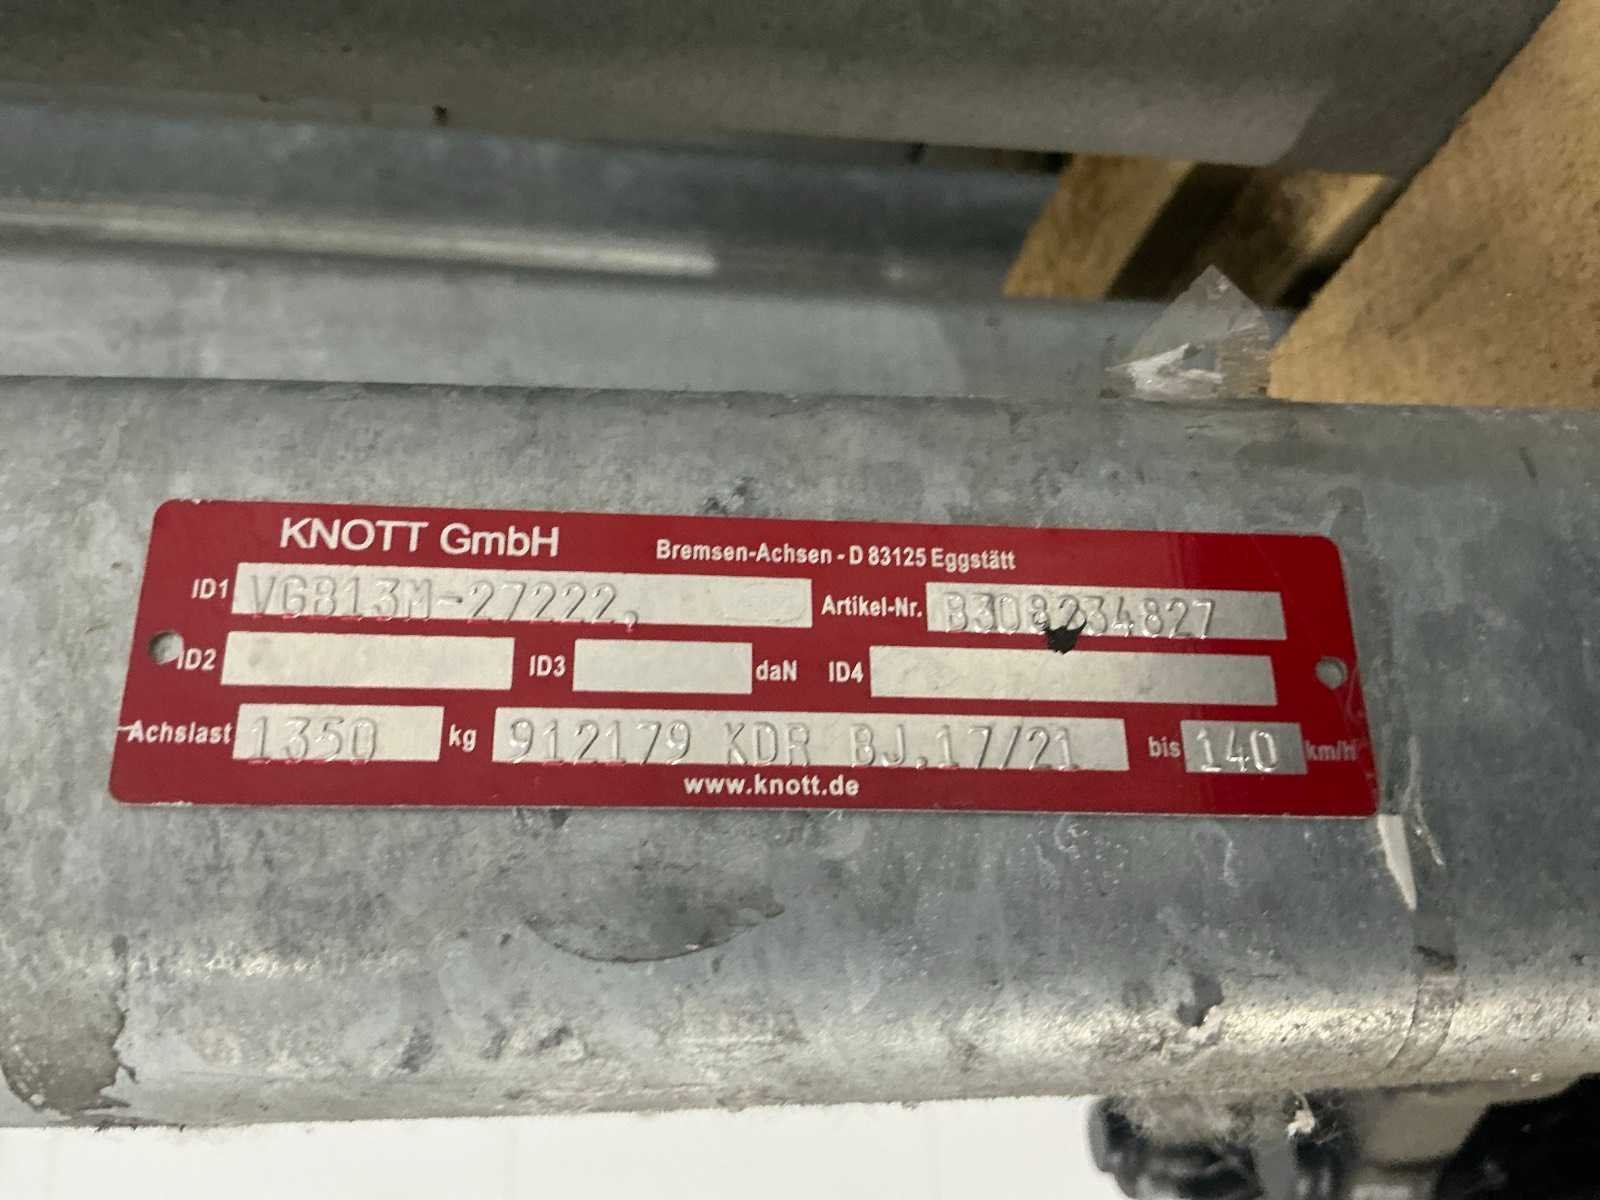 KNOTT GmbH Bremsen-Achsen - D 83125 Eggstätt
ID1 VGB13M-27222, Artikel-Nr. B308234827
ID2 ID3 daN ID4
Achslast 1350 kg 912179 KDR BJ.17/21 bis 140 km/h
www.knott.de